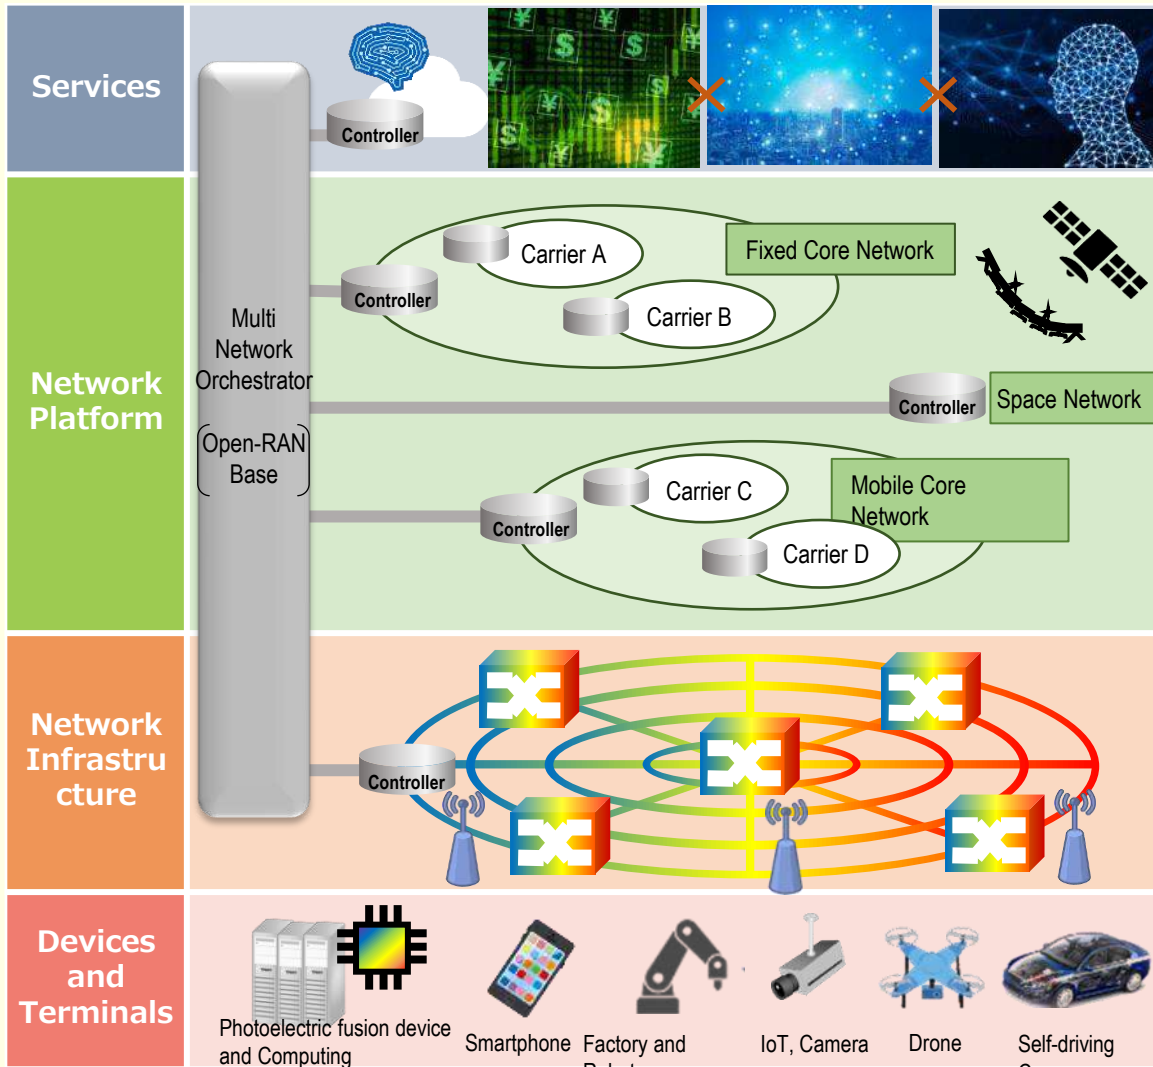 Services
Controller
Carrier A
Fixed Core Network
Controller
Carrier B
Multi
Network
Orchestrator
Network
Platform
Controller
Space Network
Open-RAN
Base
Carrier C
Mobile Core
Network
Controller
Carrier D
Network
Infrastru
cture
Controller
Devices
and
Terminals
Photoelectric fusion device
and Computing
Smartphone
Factory and
IoT, Camera
Drone
Self-driving